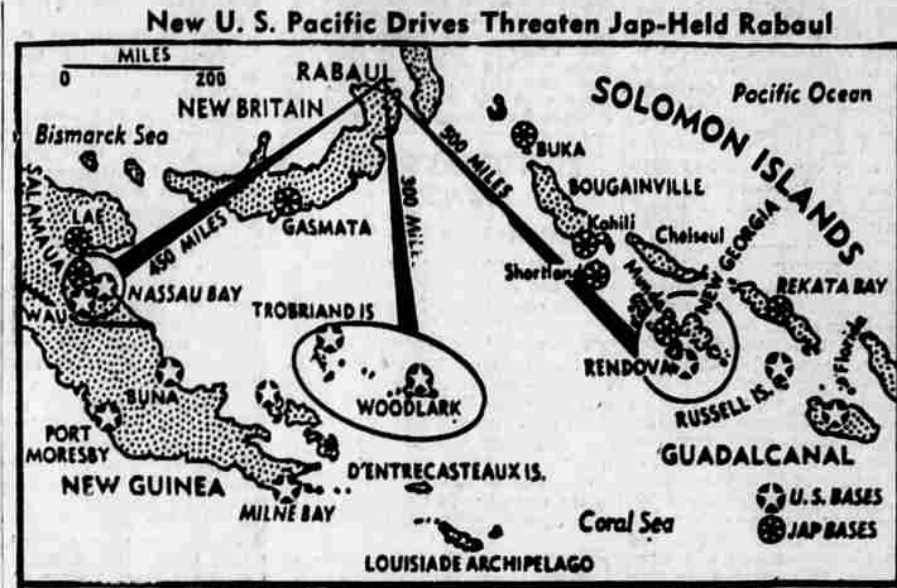 New U. S. Pacific Drives Threaten Jap-Held Rabaul
MILES
0 200
RABAUL
NEW BRITAIN
Bismarck Sea
SOLOMON ISLANDS
Pacific Ocean
BUKA
BOUGAINVILLE
Kahili
Choiseul
Shortland
Munda
NEW GEORGIA
REKATA BAY
Florida
SALAMAUA
LAE
GASMATA
450 MILES
300 MILE.
500 MILES
NASSAU BAY
WAU
TROBRIAND IS
WOODLARK
RENDOVA
RUSSELL IS.
GUADALCANAL
BUNA
PORT
MORESBY
NEW GUINEA
D'ENTRECASTEAUX IS.
MILNE BAY
Coral Sea
LOUISIADE ARCHIPELAGO
U.S. BASES
JAP BASES